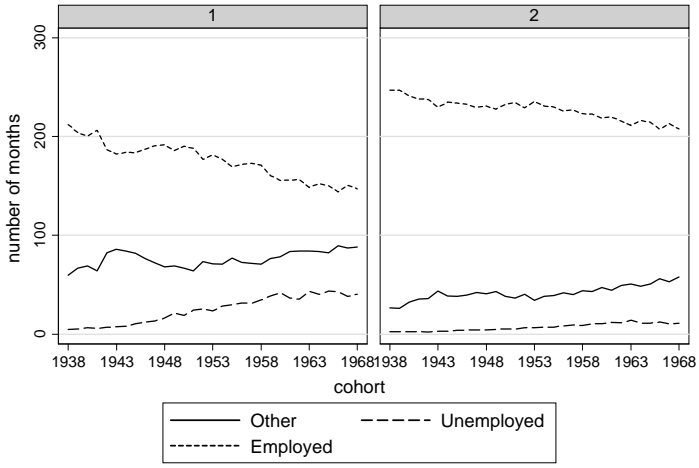 1 2
number of months
300
200
100
0
1938 1943 1948 1953 1958 1963 1968 1938 1943 1948 1953 1958 1963 1968
cohort
Other Unemployed
Employed